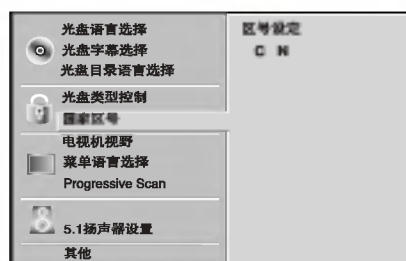 光盘语言选择
光盘字幕选择
光盘目录语言选择
光盘类型控制
国家区号
电视机视野
菜单语言选择
Progressive Scan
5.1扬声器设置
其他
区号设定
C N